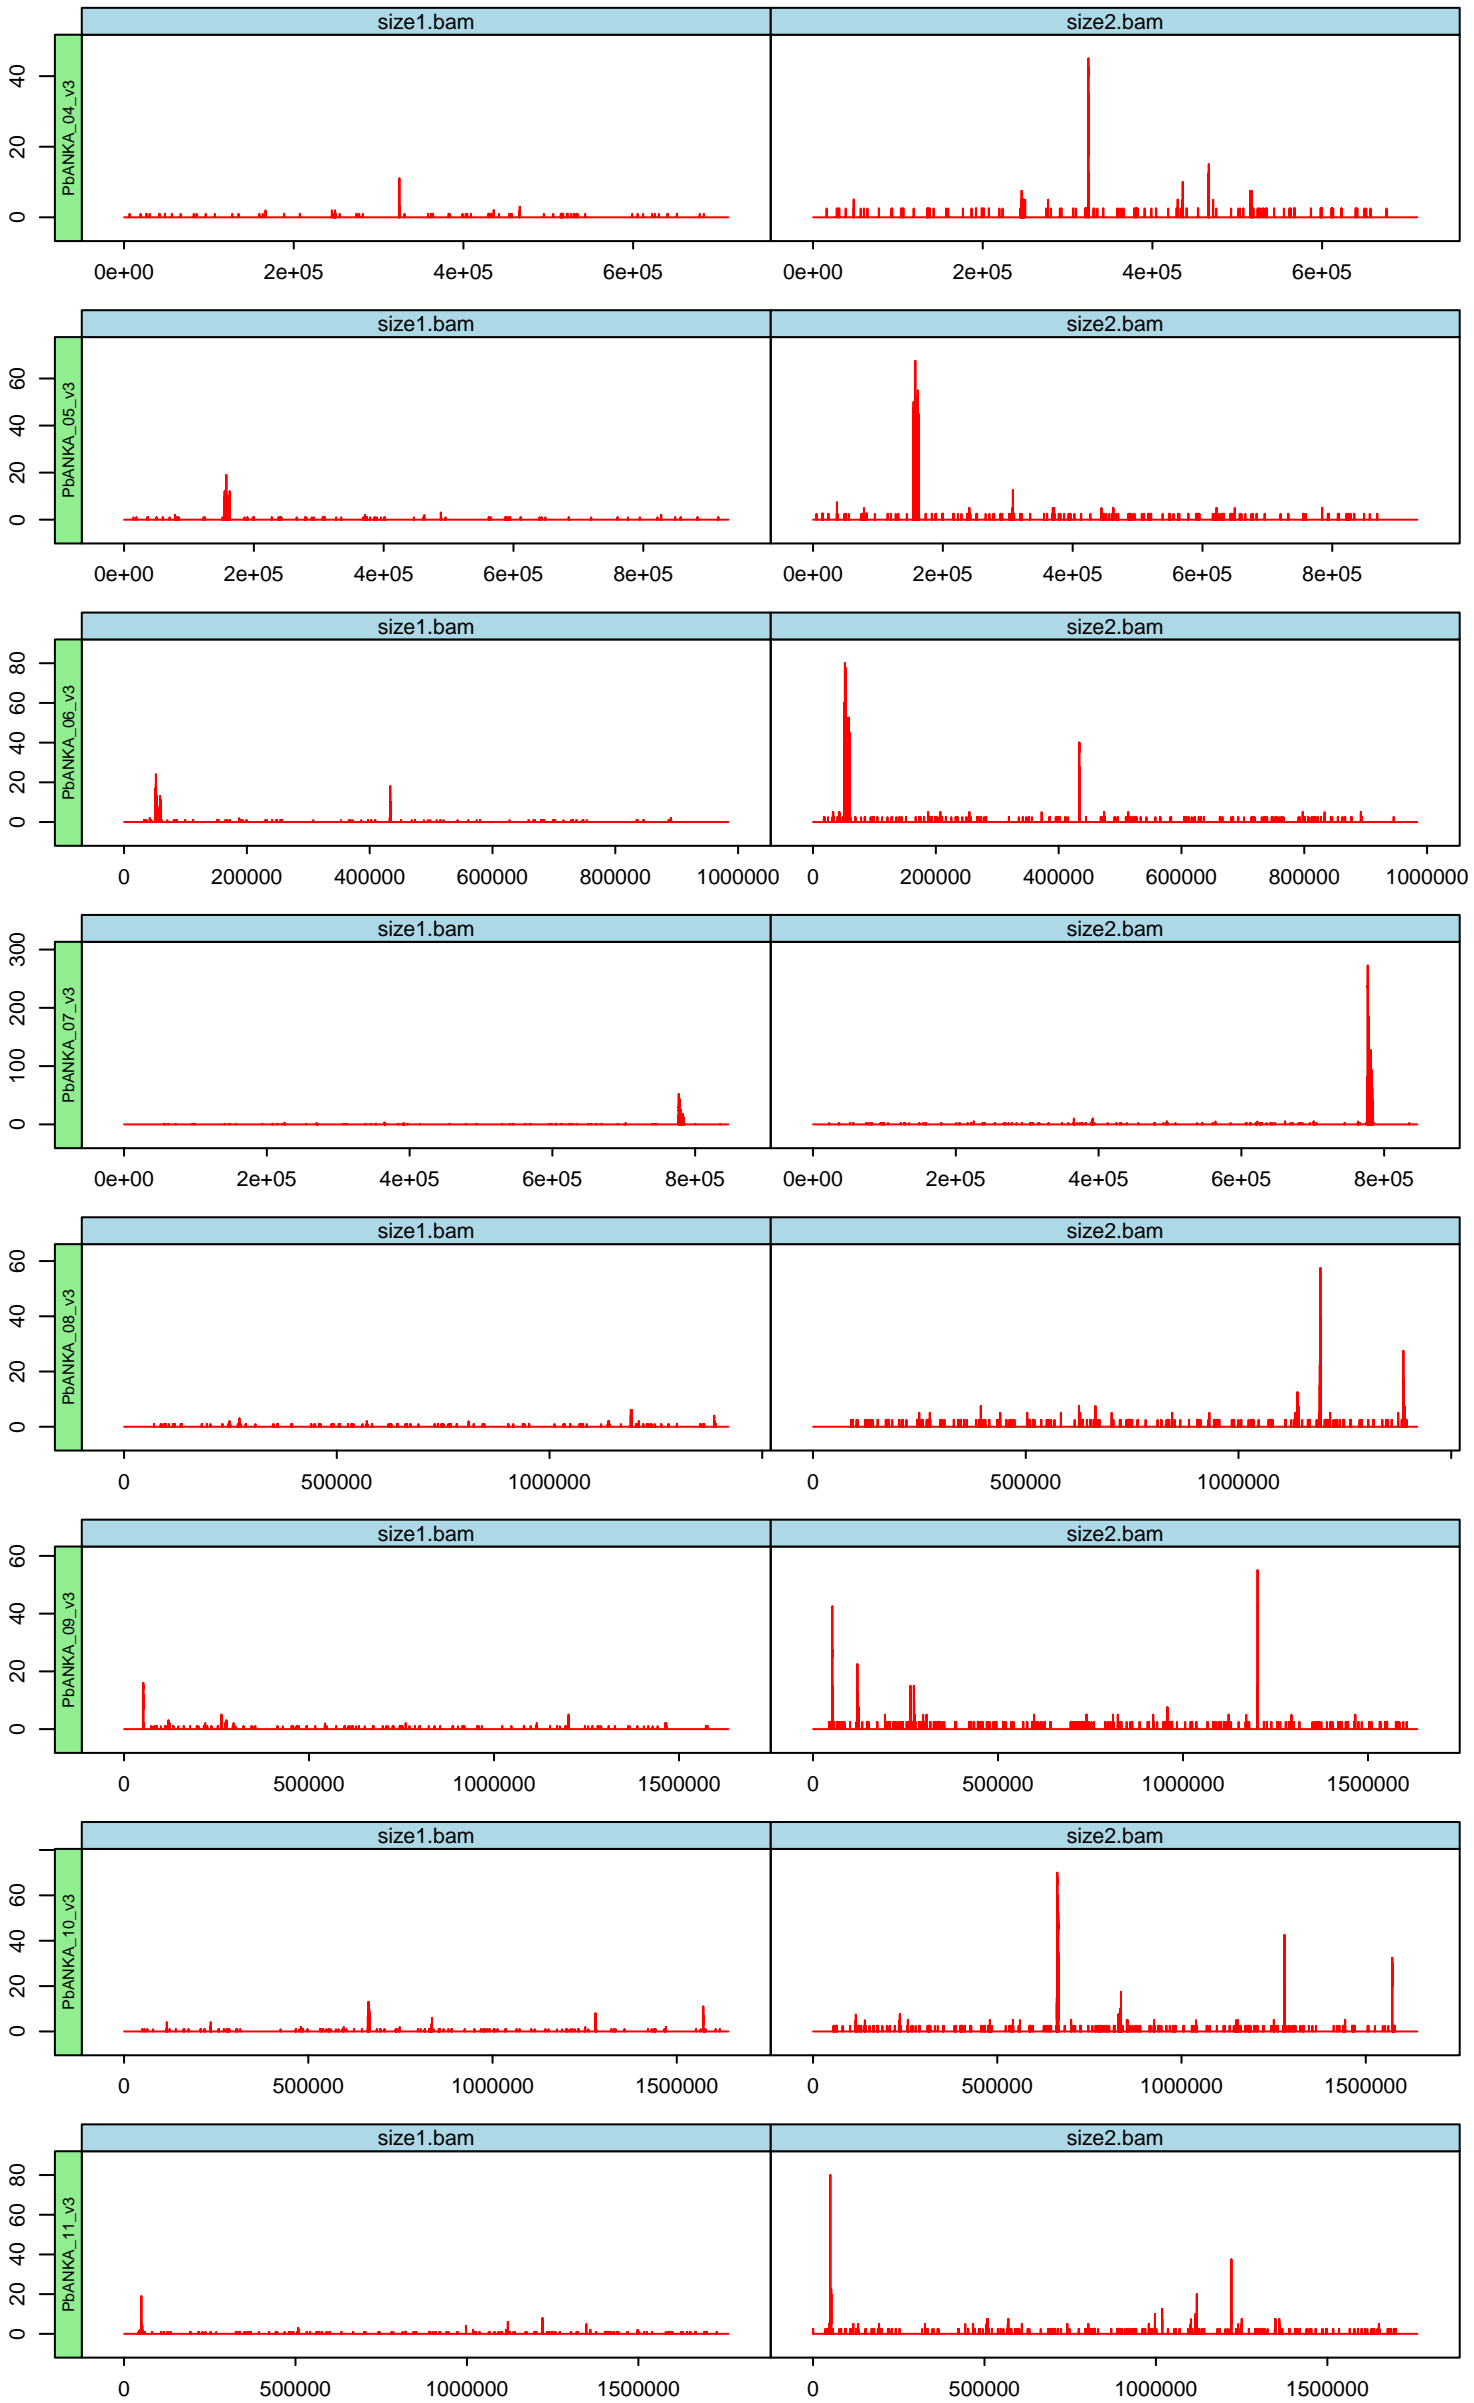 size1.bam size2.bam
PbANKA_04_v3
0 20 40
0e+00 2e+05 4e+05 6e+05 0e+00 2e+05 4e+05 6e+05
size1.bam size2.bam
PbANKA_05_v3
0 20 40 60
0e+00 2e+05 4e+05 6e+05 8e+05 0e+00 2e+05 4e+05 6e+05 8e+05
size1.bam size2.bam
PbANKA_06_v3
0 20 40 60 80
0 200000 400000 600000 800000 1000000 0 200000 400000 600000 800000 1000000
size1.bam size2.bam
PbANKA_07_v3
0 100 200 300
0e+00 2e+05 4e+05 6e+05 8e+05 0e+00 2e+05 4e+05 6e+05 8e+05
size1.bam size2.bam
PbANKA_08_v3
0 20 40 60
0 500000 1000000 0 500000 1000000
size1.bam size2.bam
PbANKA_09_v3
0 20 40 60
0 500000 1000000 1500000 0 500000 1000000 1500000
size1.bam size2.bam
PbANKA_10_v3
0 20 40 60
0 500000 1000000 1500000 0 500000 1000000 1500000
size1.bam size2.bam
PbANKA_11_v3
0 20 40 60 80
0 500000 1000000 1500000 0 500000 1000000 1500000